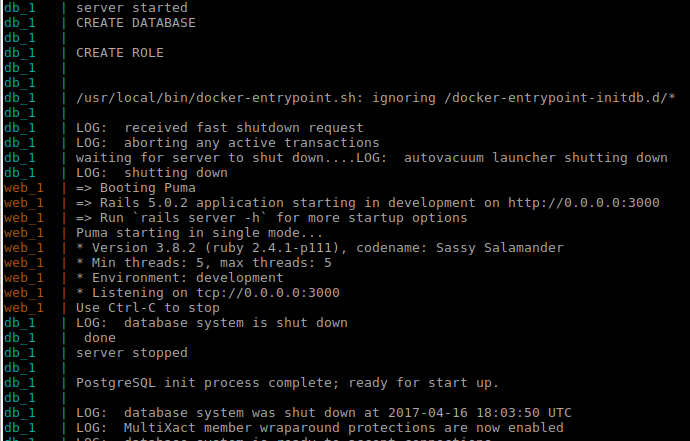 db_1   | server started
db_1   | CREATE DATABASE
db_1   |
db_1   | CREATE ROLE
db_1   |
db_1   |
db_1   | /usr/local/bin/docker-entrypoint.sh: ignoring /docker-entrypoint-initdb.d/*
db_1   |
db_1   | LOG:  received fast shutdown request
db_1   | LOG:  aborting any active transactions
db_1   | waiting for server to shut down....LOG:  autovacuum launcher shutting down
db_1   | LOG:  shutting down
web_1  | => Booting Puma
web_1  | => Rails 5.0.2 application starting in development on http://0.0.0.0:3000
web_1  | => Run `rails server -h` for more startup options
web_1  | Puma starting in single mode...
web_1  | * Version 3.8.2 (ruby 2.4.1-p111), codename: Sassy Salamander
web_1  | * Min threads: 5, max threads: 5
web_1  | * Environment: development
web_1  | * Listening on tcp://0.0.0.0:3000
web_1  | Use Ctrl-C to stop
db_1   | LOG:  database system is shut down
db_1   |  done
db_1   | server stopped
db_1   |
db_1   | PostgreSQL init process complete; ready for start up.
db_1   |
db_1   | LOG:  database system was shut down at 2017-04-16 18:03:50 UTC
db_1   | LOG:  MultiXact member wraparound protections are now enabled
db_1   | LOG:  database system is ready to accept connections